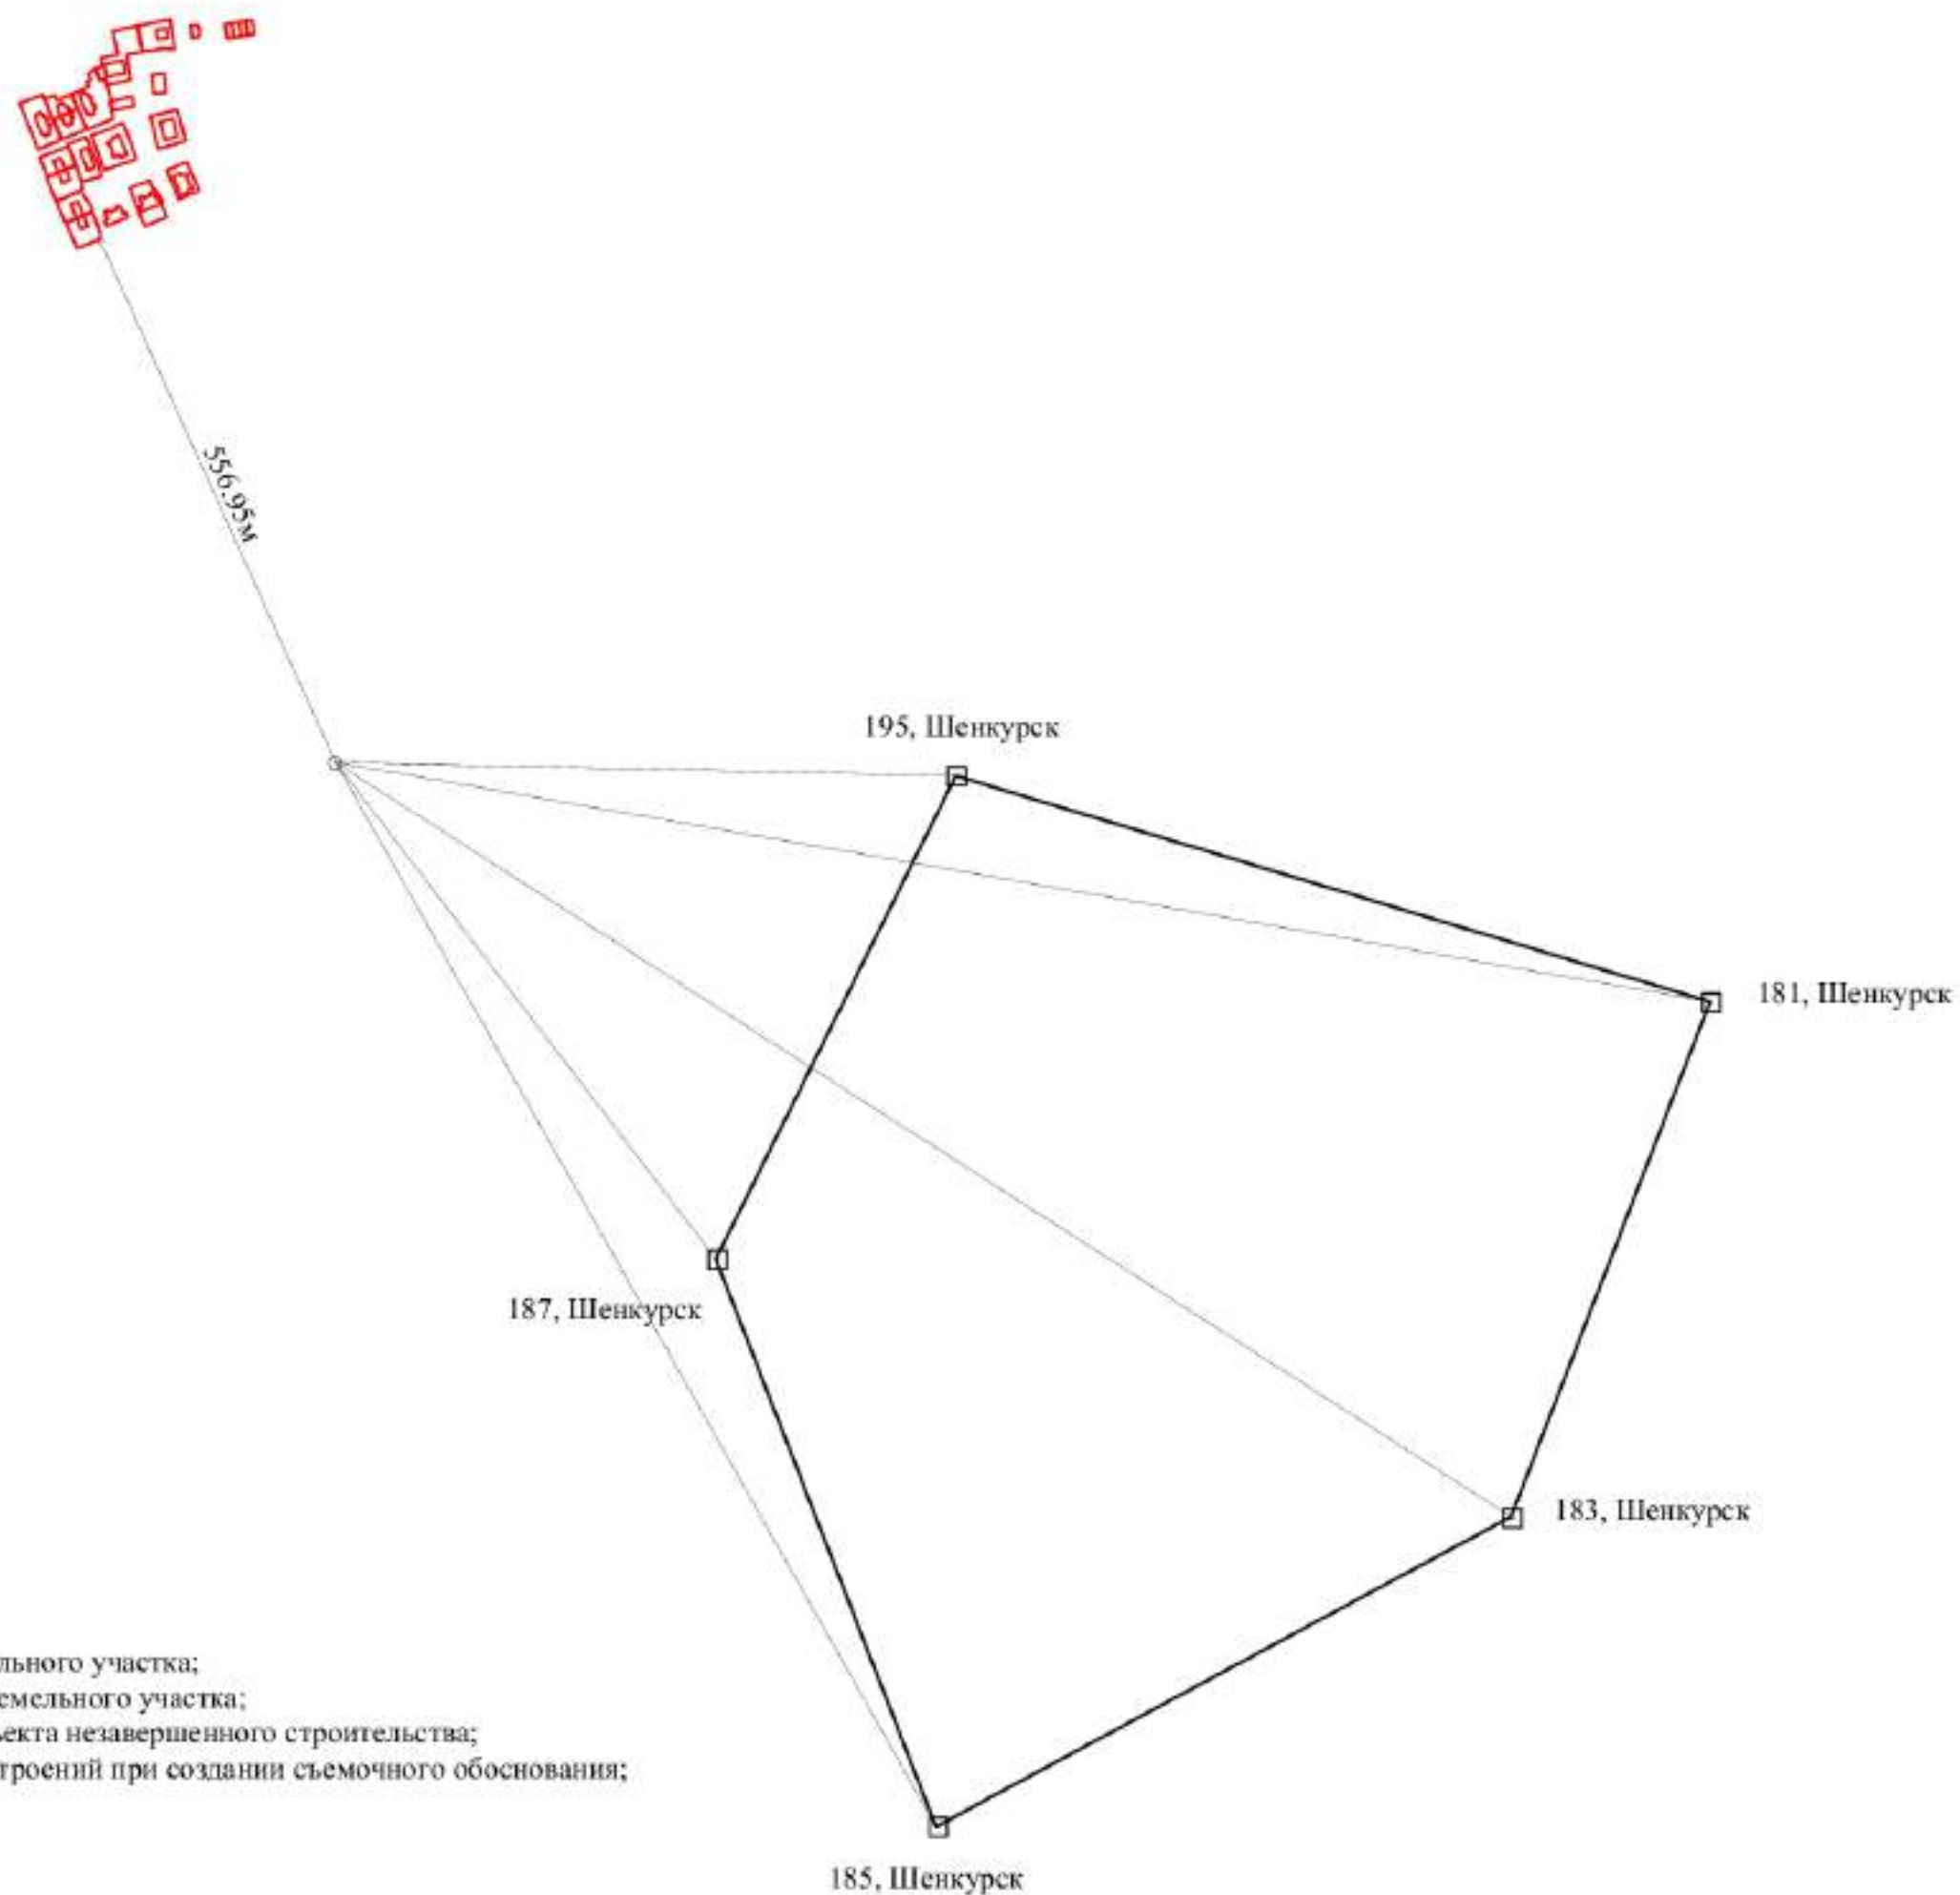 556.95м
195, Шенкурск
181, Шенкурск
187, Шенкурск
183, Шенкурск
льного участка;
емельного участка;
екта незавершенного строительства;
троений при создании съемочного обоснования;
185, Шенкурск